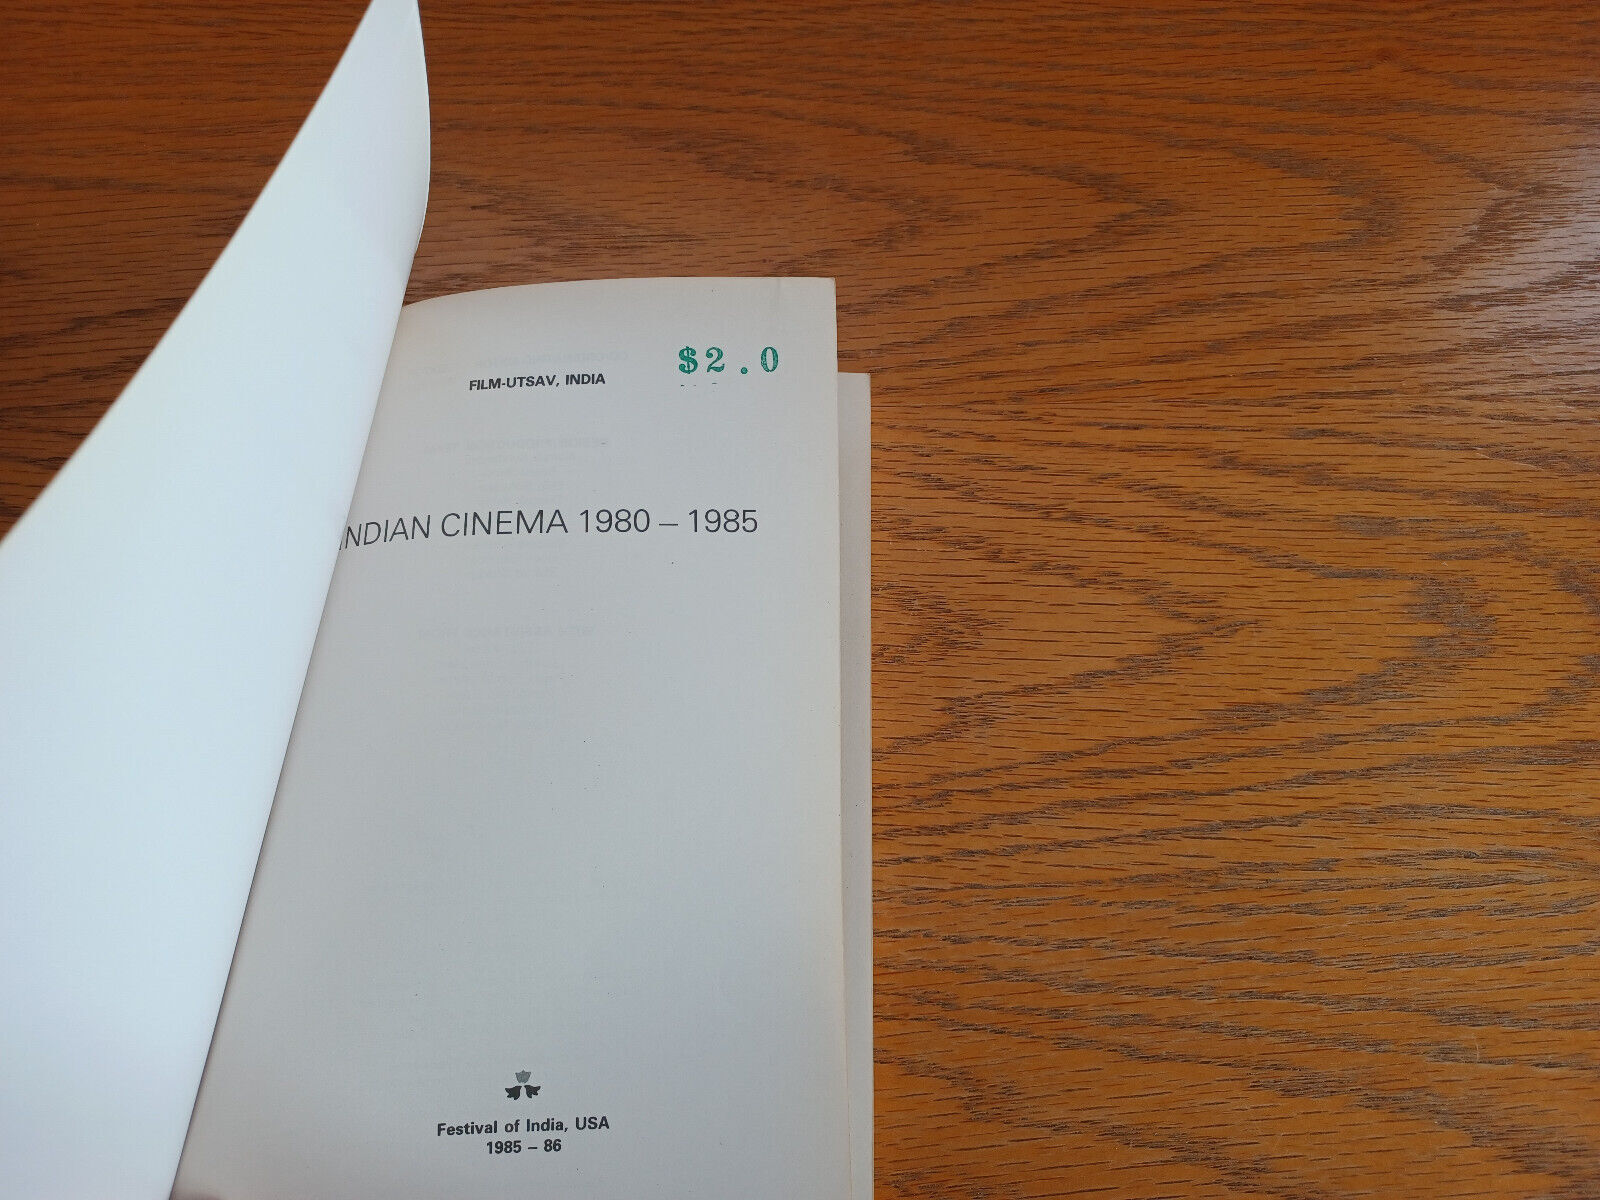 $2.0
FILM-UTSAV, INDIA
INDIAN CINEMA 1980 – 1985
Festival of India, USA
1985 – 86